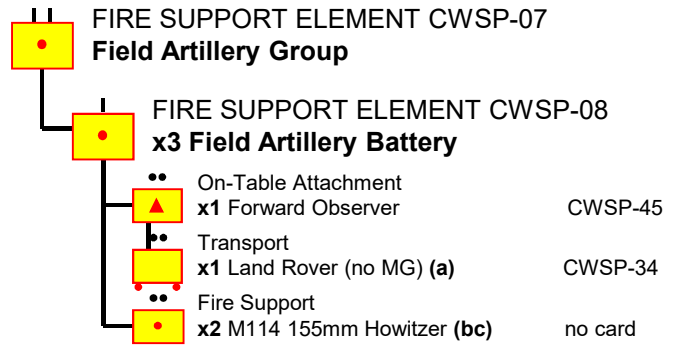 FIRE SUPPORT ELEMENT CWSP-07
Field Artillery Group
FIRE SUPPORT ELEMENT CWSP-08
x3 Field Artillery Battery
On-Table Attachment
x1 Forward Observer CWSP-45
Transport
x1 Land Rover (no MG) (a) CWSP-34
Fire Support
x2 M114 155mm Howitzer (bc) no card